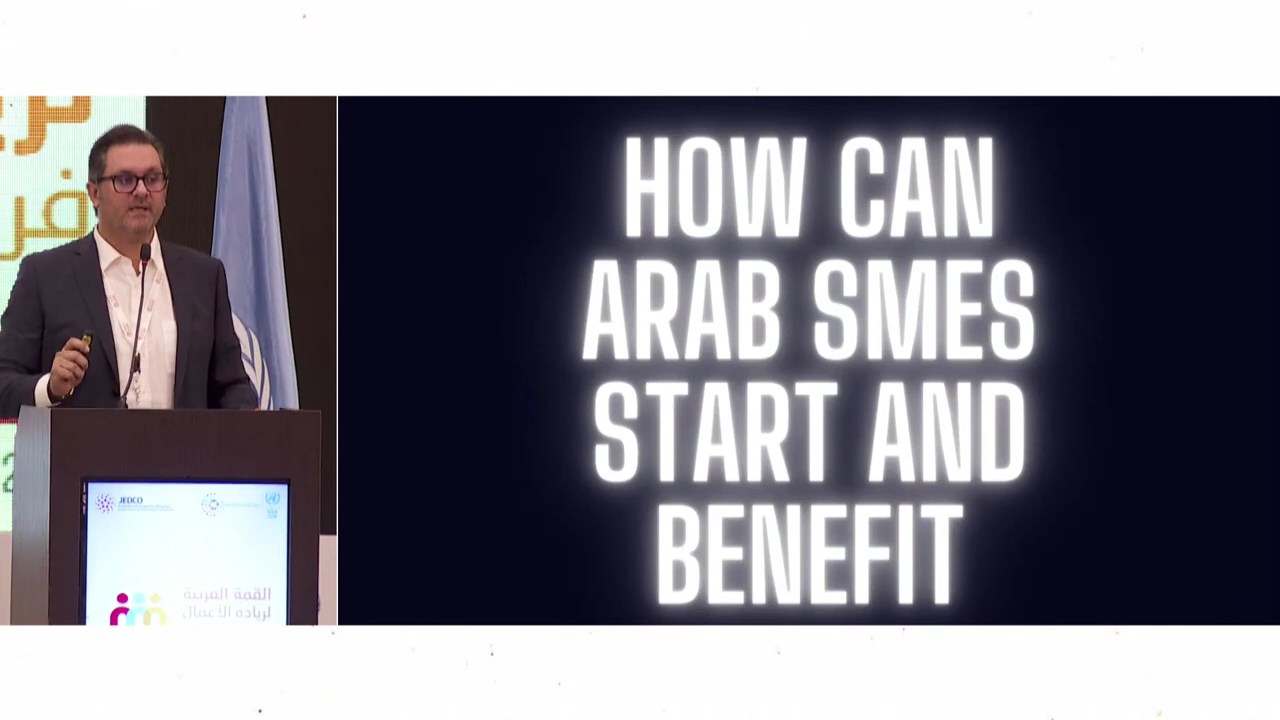 HOW CAN
ARAB SMES
START AND
BENEFIT
JEDCO
القمة العربية
لريادة الأعمال